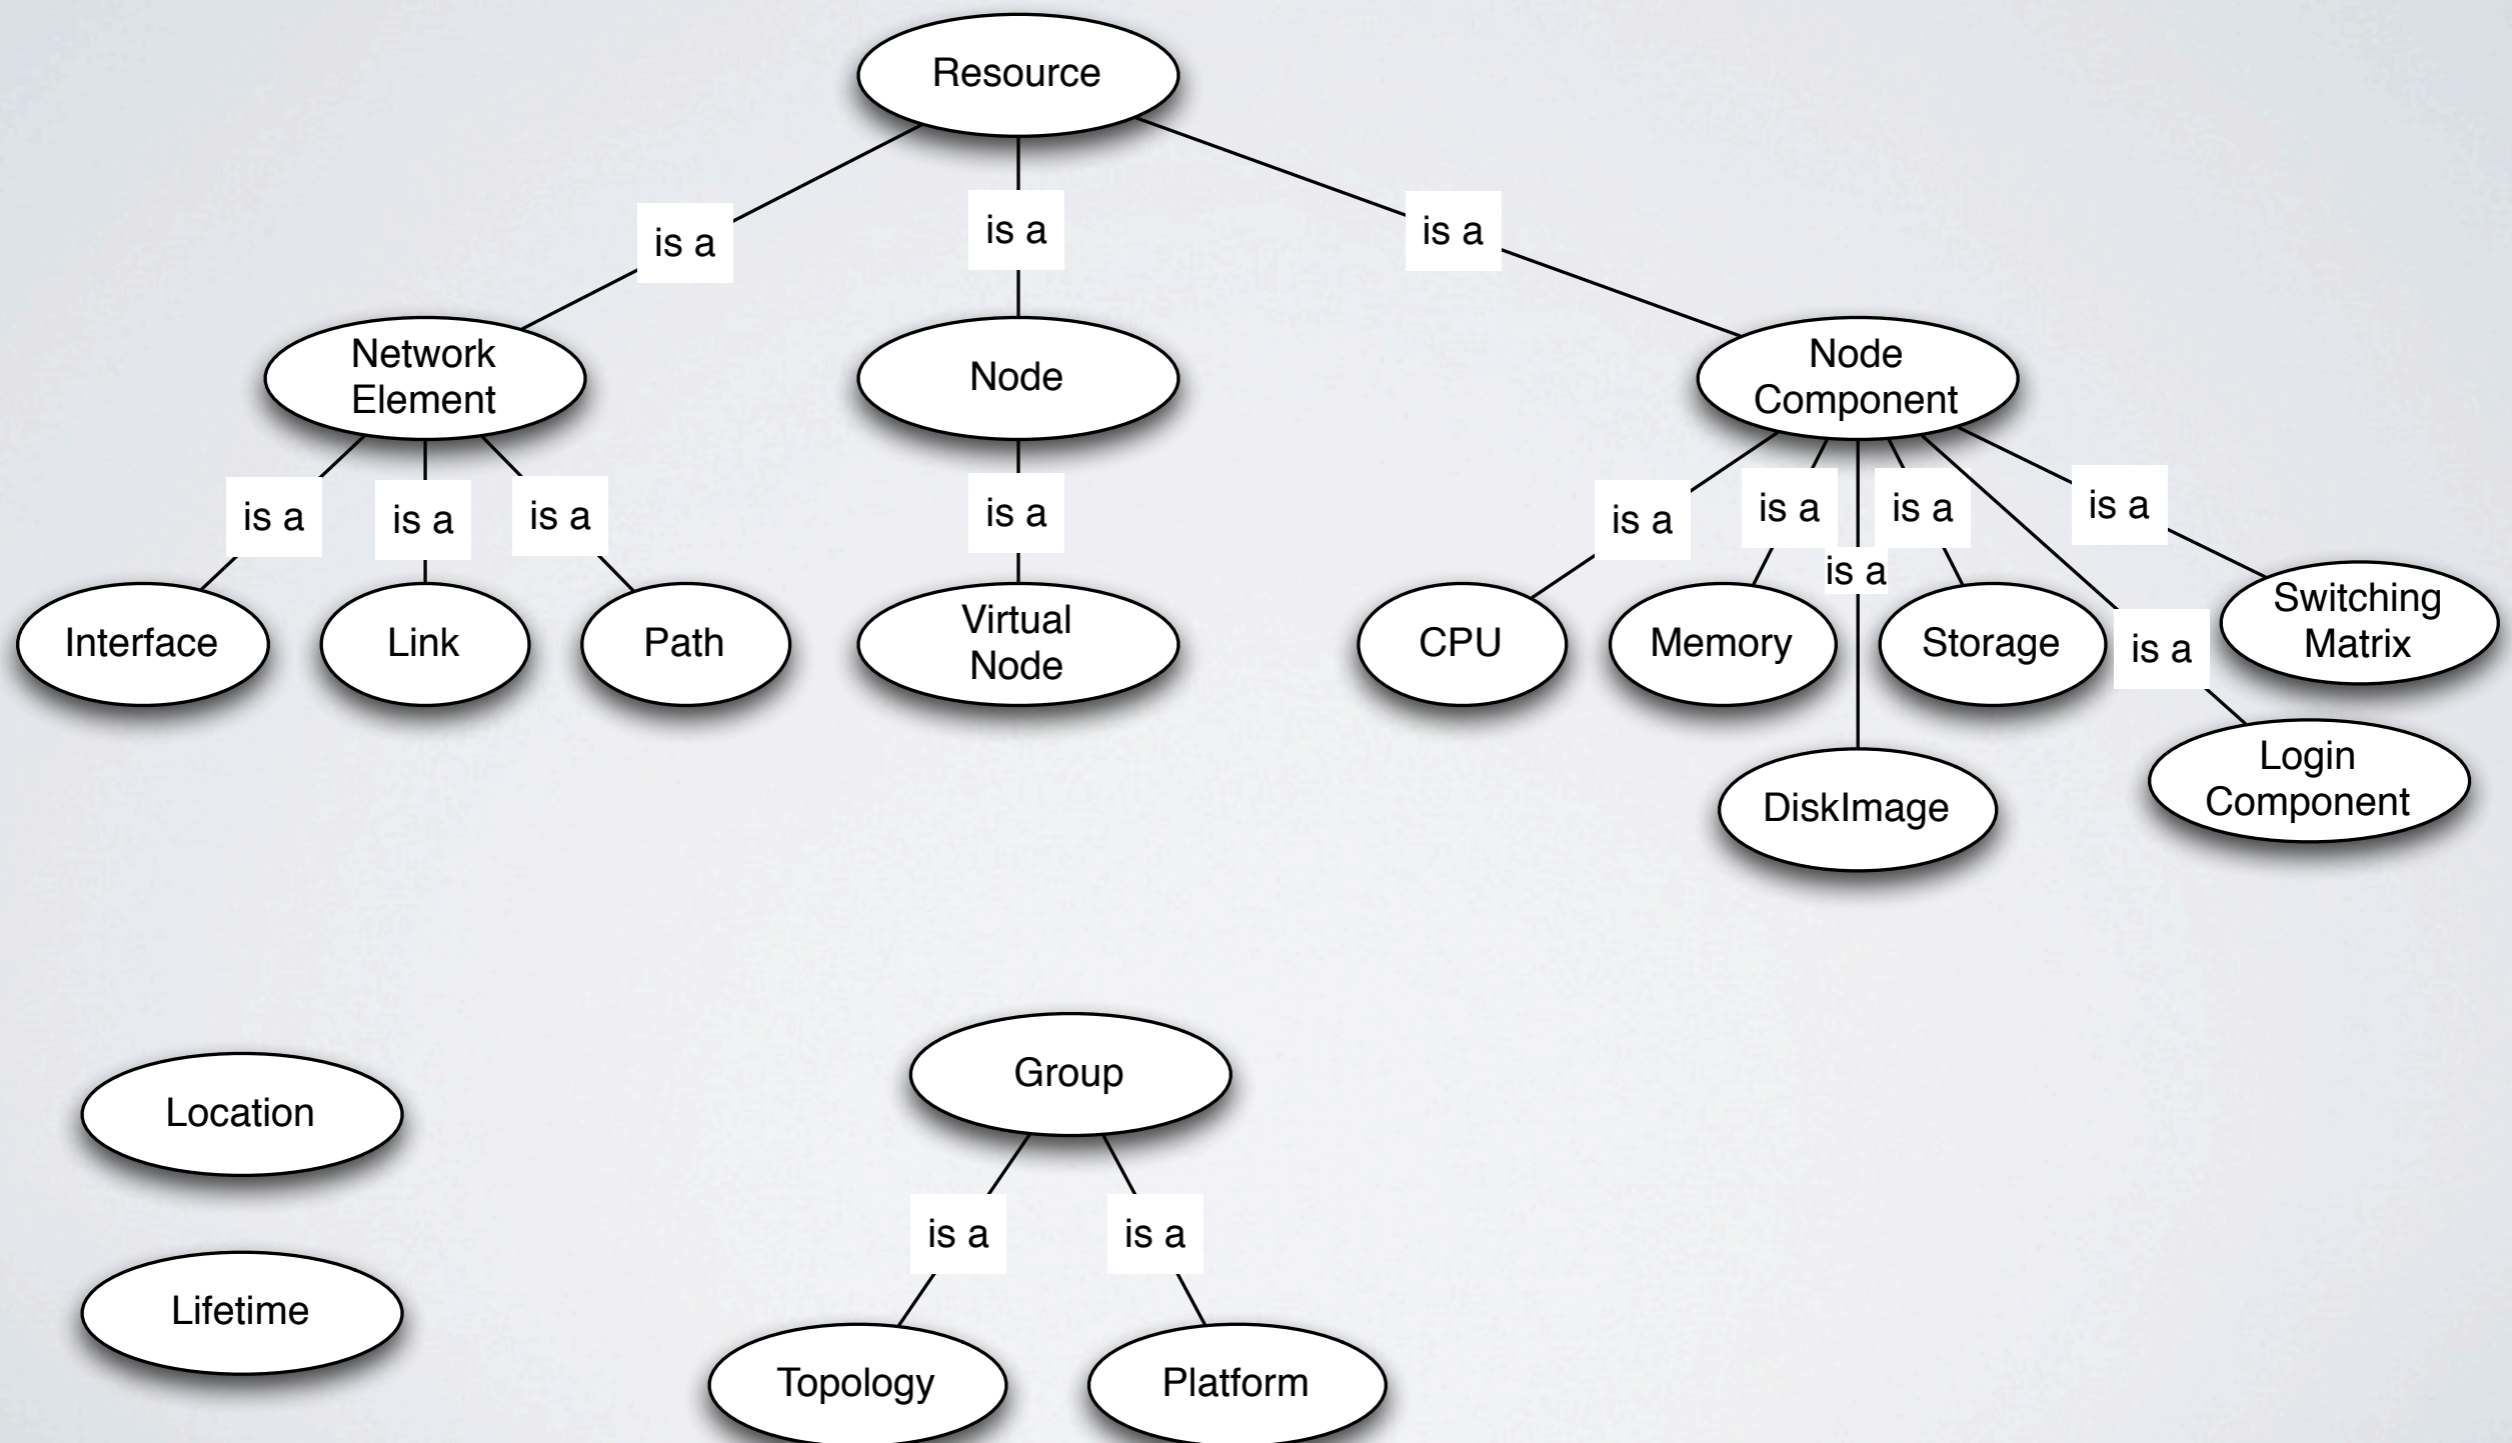 Resource
is a
is a
is a
Network
Element
Node
Node
Component
is a
is a
is a
is a
is a
is a
is a
is a
is a
is a
Interface
Link
Path
Virtual
Node
CPU
Memory
Storage
Switching
Matrix
DiskImage
Login
Component
Group
Location
is a
is a
Lifetime
Topology
Platform